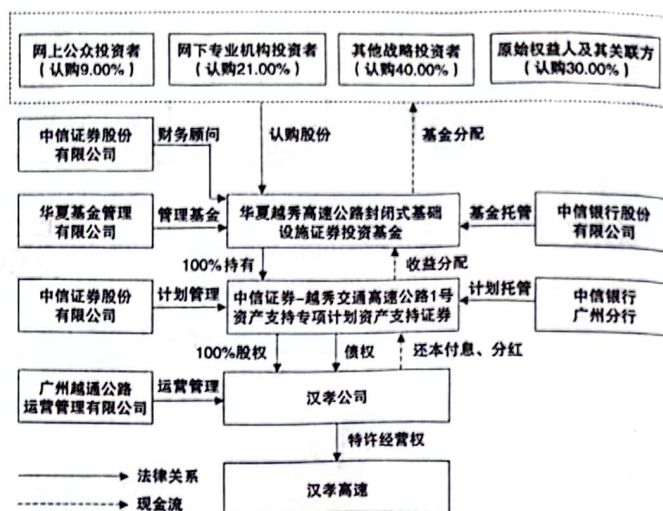 网上公众投资者
（认购9.00%）
网下专业机构投资者
（认购21.00%）
其他战略投资者
（认购40.00%）
原始权益人及其关联方
（认购30.00%）
中信证券股份
有限公司
财务顾问
认购股份
基金分配
华夏基金管理
有限公司
管理基金
华夏越秀高速公路封闭式基础
设施证券投资基金
基金托管
中信银行股份
有限公司
100%持有
收益分配
中信证券股份
有限公司
计划管理
中信证券-越秀交通高速公路1号
资产支持专项计划资产支持证券
计划托管
中信银行
广州分行
100%股权
债权
还本付息、分红
广州越通公路
运营管理有限公司
运营管理
汉孝公司
特许经营权
法律关系
汉孝高速
现金流